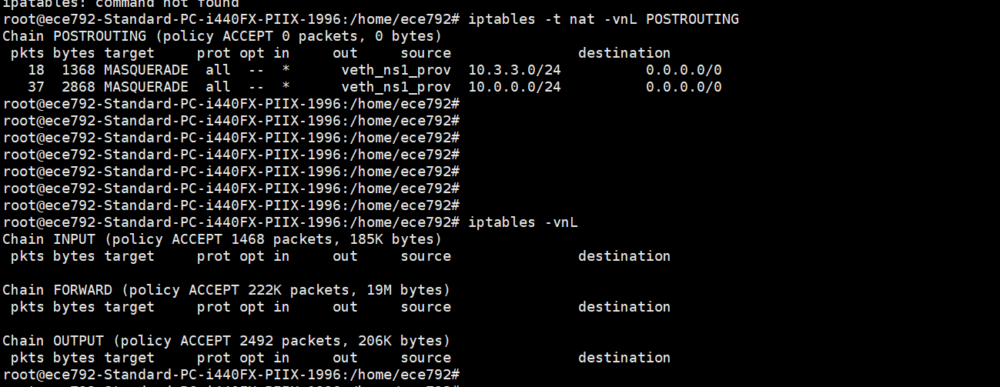 ipatables: command not found
root@ece792-Standard-PC-i440FX-PIIX-1996:/home/ece792# iptables -t nat -vnL POSTROUTING
Chain POSTROUTING (policy ACCEPT 0 packets, 0 bytes)
pkts bytes target prot opt in out source destination
18 1368 MASQUERADE all -- * veth_ns1_prov 10.3.3.0/24 0.0.0.0/0
37 2868 MASQUERADE all -- * veth_ns1_prov 10.0.0.0/24 0.0.0.0/0
root@ece792-Standard-PC-i440FX-PIIX-1996:/home/ece792#
root@ece792-Standard-PC-i440FX-PIIX-1996:/home/ece792#
root@ece792-Standard-PC-i440FX-PIIX-1996:/home/ece792#
root@ece792-Standard-PC-i440FX-PIIX-1996:/home/ece792#
root@ece792-Standard-PC-i440FX-PIIX-1996:/home/ece792#
root@ece792-Standard-PC-i440FX-PIIX-1996:/home/ece792#
root@ece792-Standard-PC-i440FX-PIIX-1996:/home/ece792#
root@ece792-Standard-PC-i440FX-PIIX-1996:/home/ece792# iptables -vnL
Chain INPUT (policy ACCEPT 1468 packets, 185K bytes)
pkts bytes target prot opt in out source destination
Chain FORWARD (policy ACCEPT 222K packets, 19M bytes)
pkts bytes target prot opt in out source destination
Chain OUTPUT (policy ACCEPT 2492 packets, 206K bytes)
pkts bytes target prot opt in out source destination
root@ece792-Standard-PC-i440FX-PIIX-1996:/home/ece792#